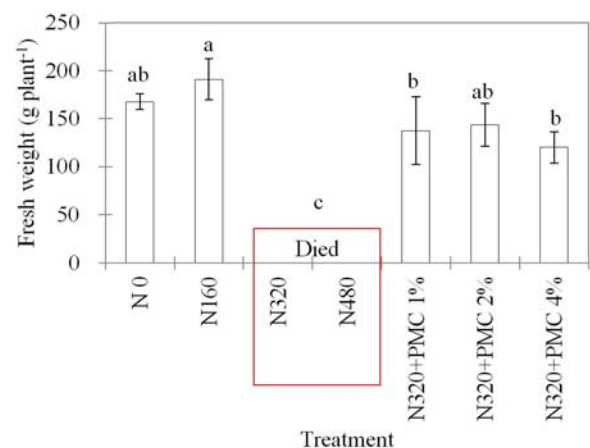 Fresh weight (g plant-1)
250
200
150
100
50
0
ab
a
c
b
ab
b
Died
N 0
N160
N320
N480
N320+PMC 1%
N320+PMC 2%
N320+PMC 4%
Treatment